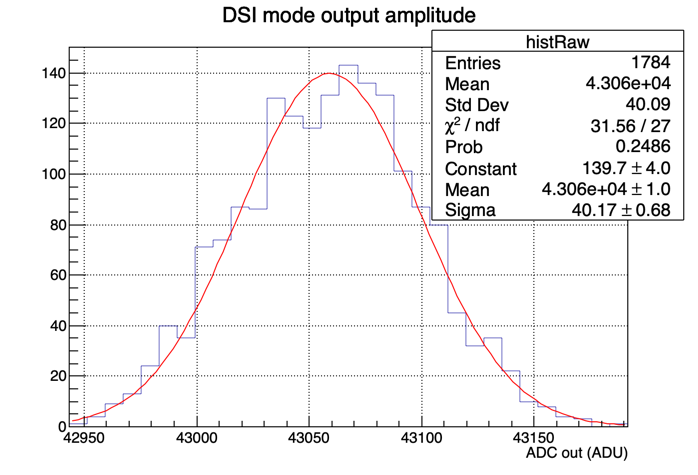 DSI mode output amplitude
histRaw
Entries 1784
Mean 4.306e+04
Std Dev 40.09
χ² / ndf 31.56 / 27
Prob 0.2486
Constant 139.7 ± 4.0
Mean 4.306e+04 ± 1.0
Sigma 40.17 ± 0.68
140
120
100
80
60
40
20
0
42950 43000 43050 43100 43150
ADC out (ADU)